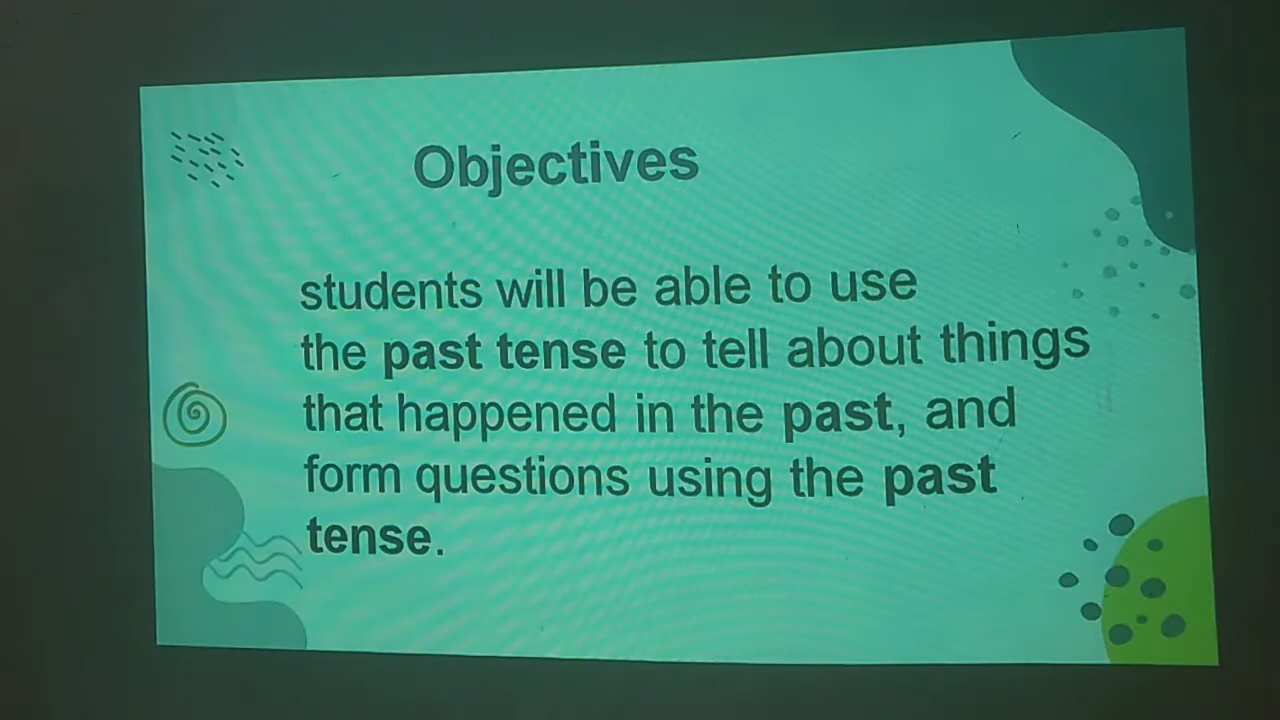 Objectives
students will be able to use
the past tense to tell about things
that happened in the past, and
form questions using the past
tense.